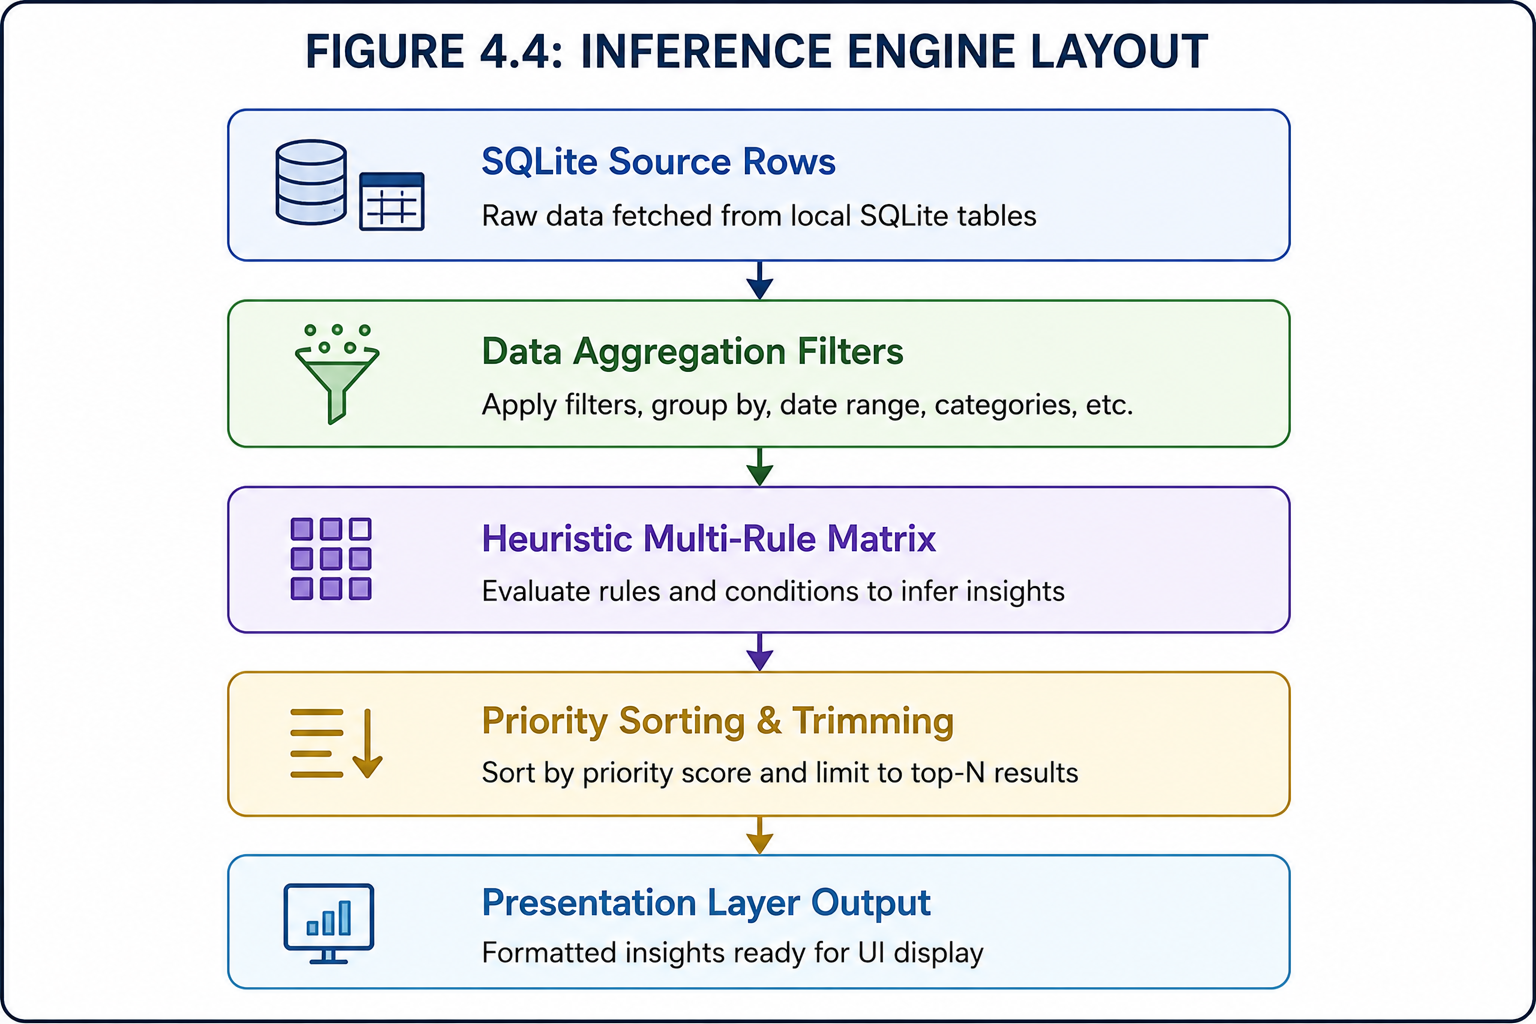 FIGURE 4.4: INFERENCE ENGINE LAYOUT
SQLite Source Rows
Raw data fetched from local SQLite tables
Data Aggregation Filters
Apply filters, group by, date range, categories, etc.
Heuristic Multi-Rule Matrix
Evaluate rules and conditions to infer insights
Priority Sorting & Trimming
Sort by priority score and limit to top-N results
Presentation Layer Output
Formatted insights ready for UI display